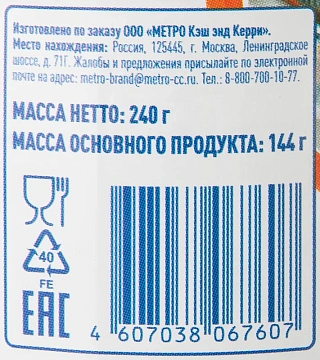 Изготовлено по заказу ООО «МЕТРО Кэш энд Керри».
Место нахождения: Россия, 125445, г. Москва, Ленинградское
шоссе, д. 71Г. Жалобы и предложения присылайте по электронной
почте на адрес: metro-brand@metro-cc.ru. Тел.: 8-800-700-10-77.
МАССА НЕТТО: 240 г
МАССА ОСНОВНОГО ПРОДУКТА: 144 г
40
FE
EAC
4 607038 067607